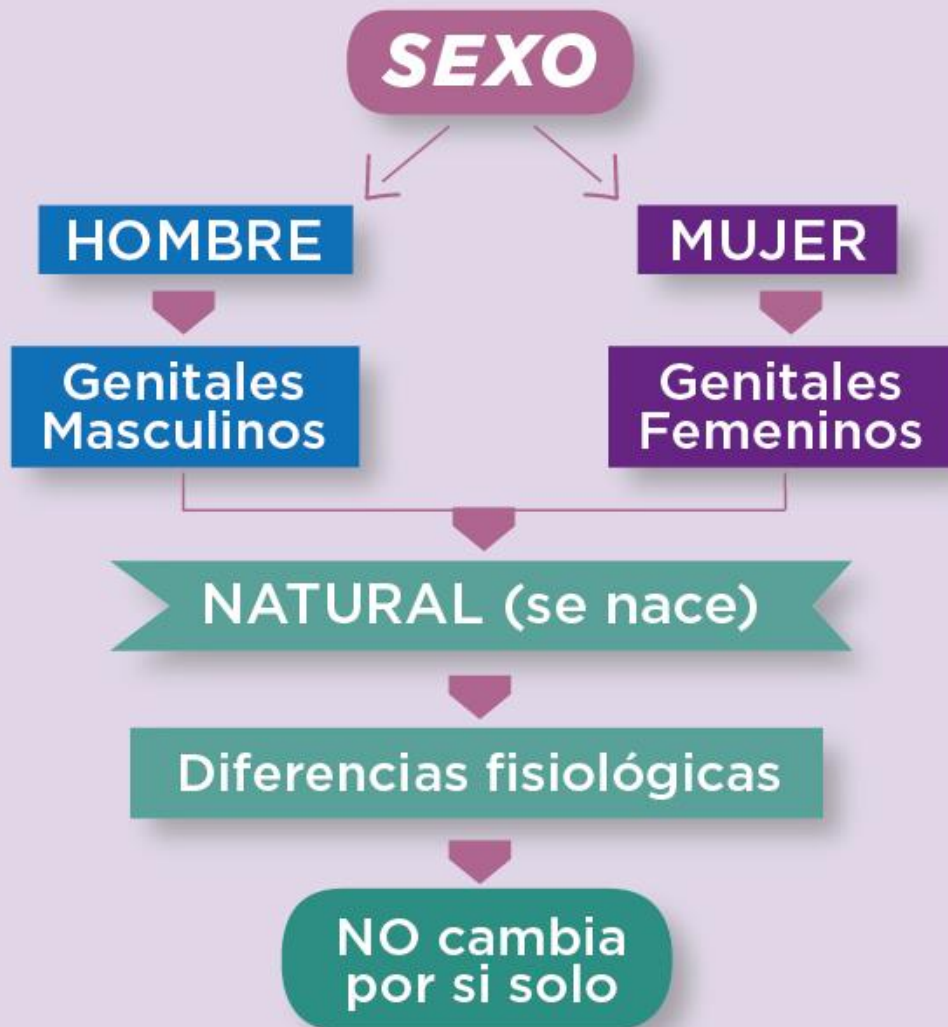 SEXO
HOMBRE
MUJER
Genitales
Masculinos
Genitales
Femeninos
NATURAL (se nace)
Diferencias fisiológicas
NO cambia
por si solo